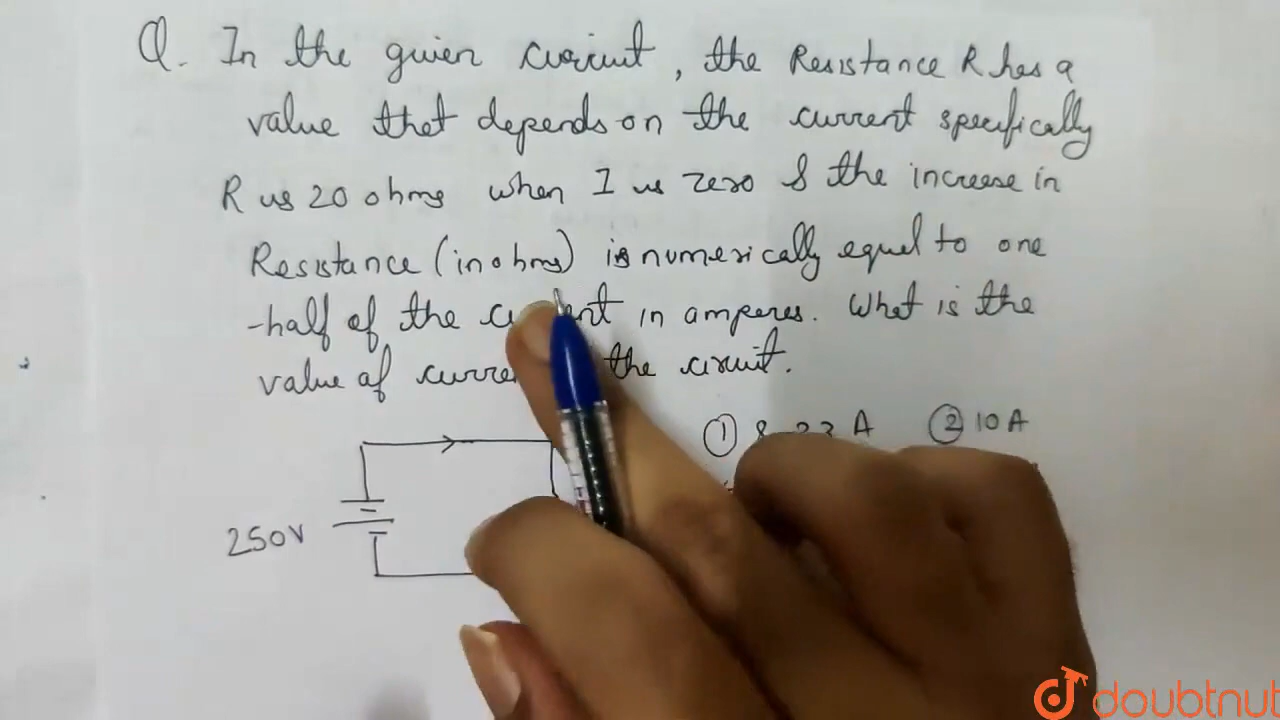 Q. In the given circuit, the Resistance R has a
value that depends on the current specifically
R is 20 ohms when I is zero & the increase in
Resistance (in ohms) is numerically equal to one
-half of the in amperes. What is the
value of the circuit.
① A ② 10 A
250V
doubtnut